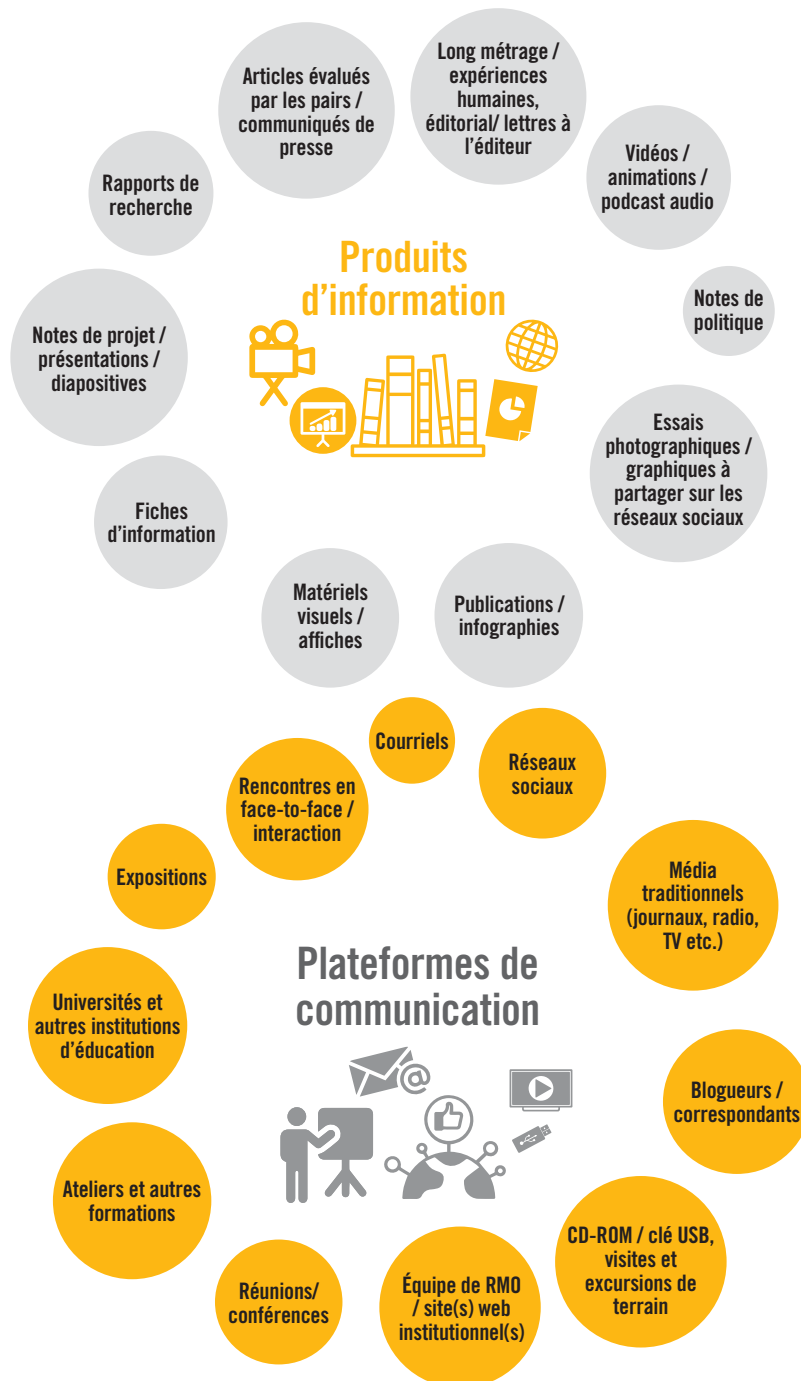 Articles évalués
par les pairs /
communiqués de
presse
Long métrage /
expériences
humaines,
éditorial/ lettres à
l’éditeur
Vidéos /
animations /
podcast audio
Rapports de
recherche
Produits
d’information
Notes de
politique
Notes de projet /
présentations /
diapositives
Essais
photographiques /
graphiques à
partager sur les
réseaux sociaux
Fiches
d’information
Matériels
visuels /
affiches
Publications /
infographies
Courriels
Réseaux
sociaux
Rencontres en
face-to-face /
interaction
Expositions
Média
traditionnels
(journaux, radio,
TV etc.)
Plateformes de
communication
Universités et
autres institutions
d’éducation
@
Blogueurs /
correspondants
Ateliers et autres
formations
CD-ROM / clé USB,
visites et
excursions de
terrain
Réunions/
conférences
Équipe de RMO
/ site(s) web
institutionnel(s)